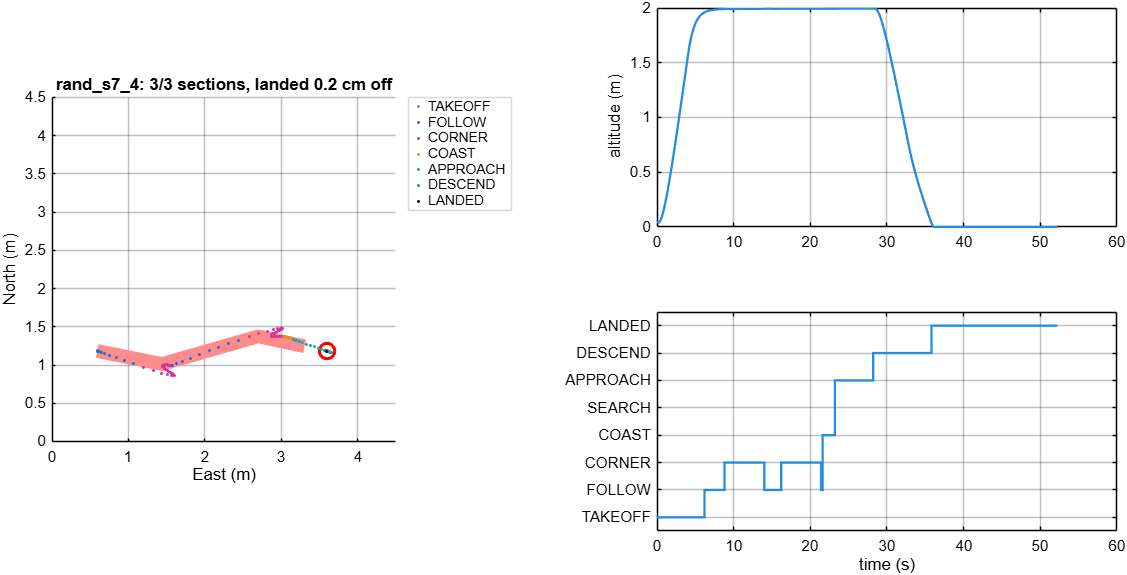 rand_s7_4: 3/3 sections, landed 0.2 cm off
4.5
4
3.5
3
2.5
2
1.5
1
0.5
0
North (m)
0
1
2
3
4
East (m)
TAKEOFF
FOLLOW
CORNER
COAST
APPROACH
DESCEND
LANDED
2
1.5
1
0.5
0
altitude (m)
0
10
20
30
40
50
60
LANDED
DESCEND
APPROACH
SEARCH
COAST
CORNER
FOLLOW
TAKEOFF
0
10
20
30
40
50
60
time (s)